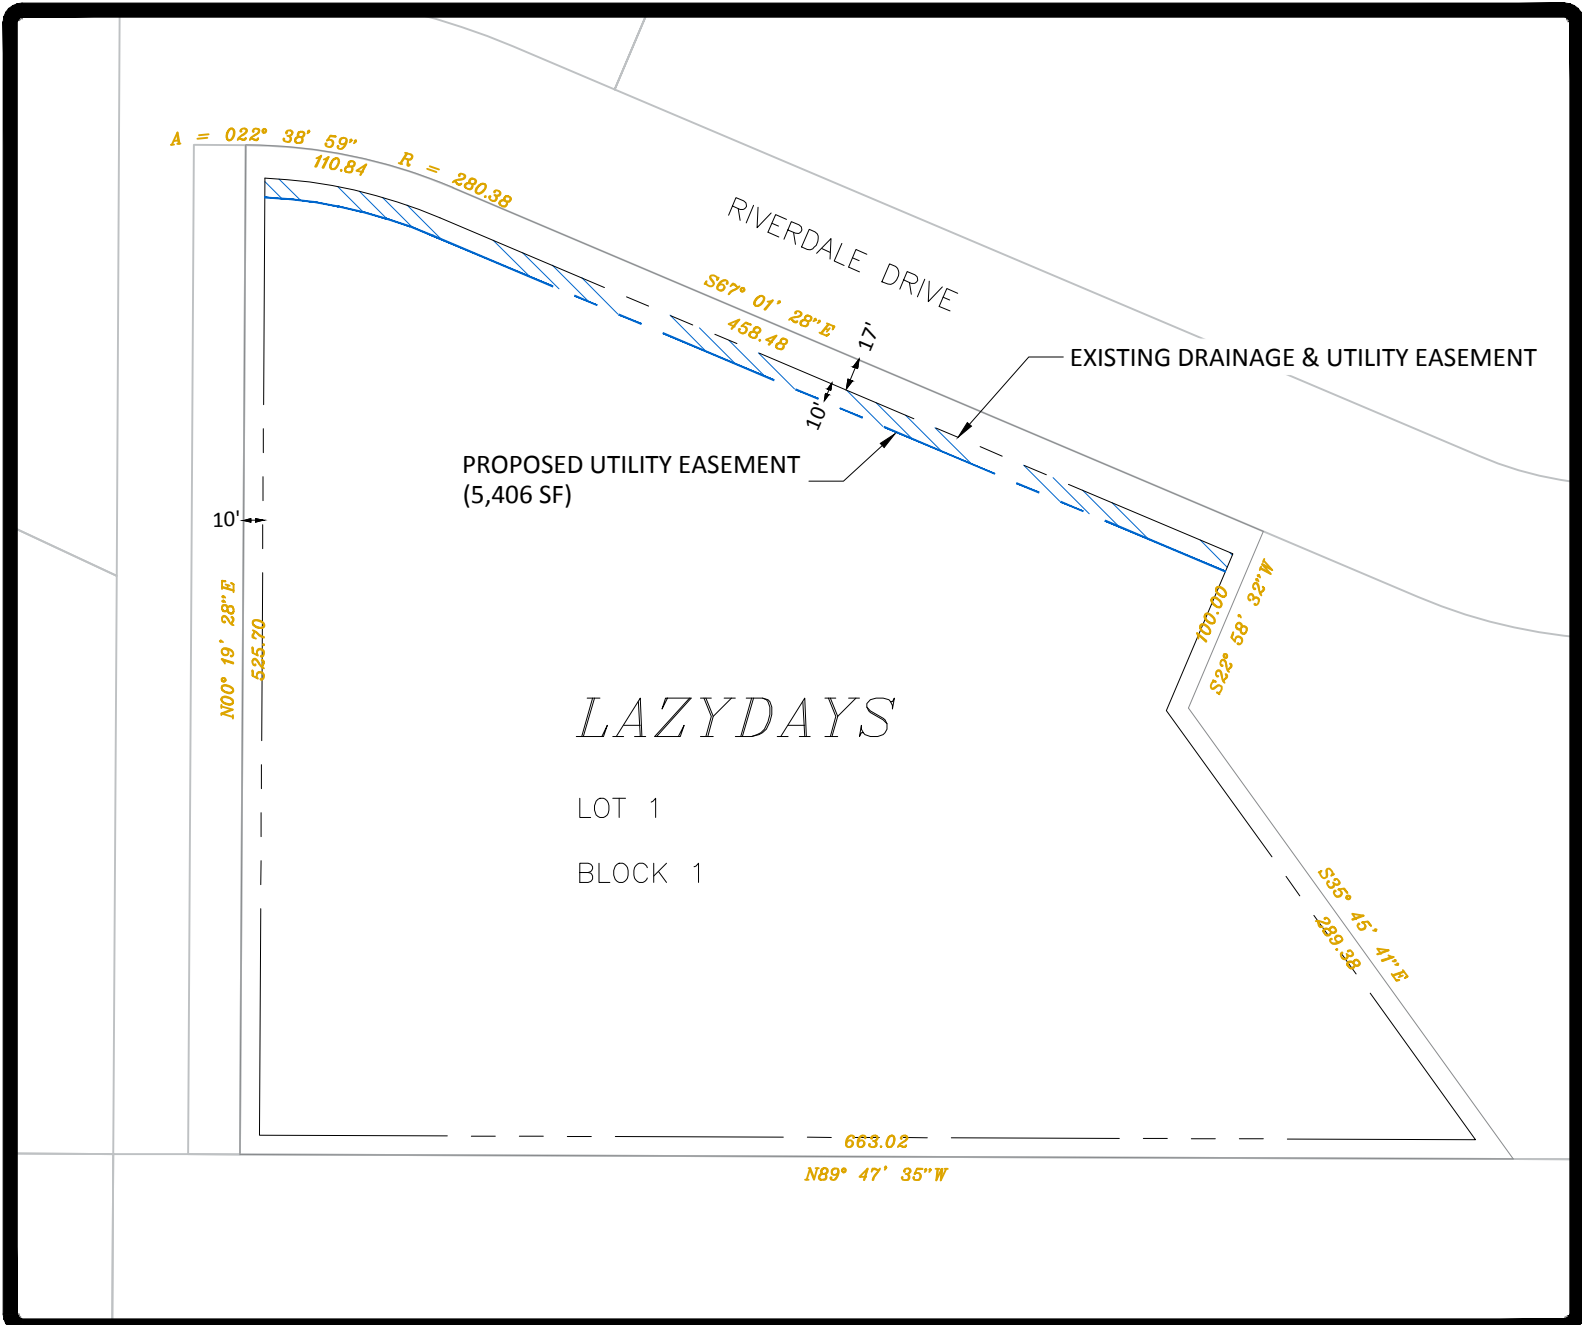 A = 022° 38' 59"
110.84
R = 280.38
RIVERDALE DRIVE
S67° 01' 28"E
458.48
17'
10'
EXISTING DRAINAGE & UTILITY EASEMENT
PROPOSED UTILITY EASEMENT
(5,406 SF)
10'
N00° 19' 28"E
525.70
100.00
S22° 58' 32"W
LAZYDAYS
LOT 1
BLOCK 1
S35° 45' 41"E
289.38
663.02
N89° 47' 35"W